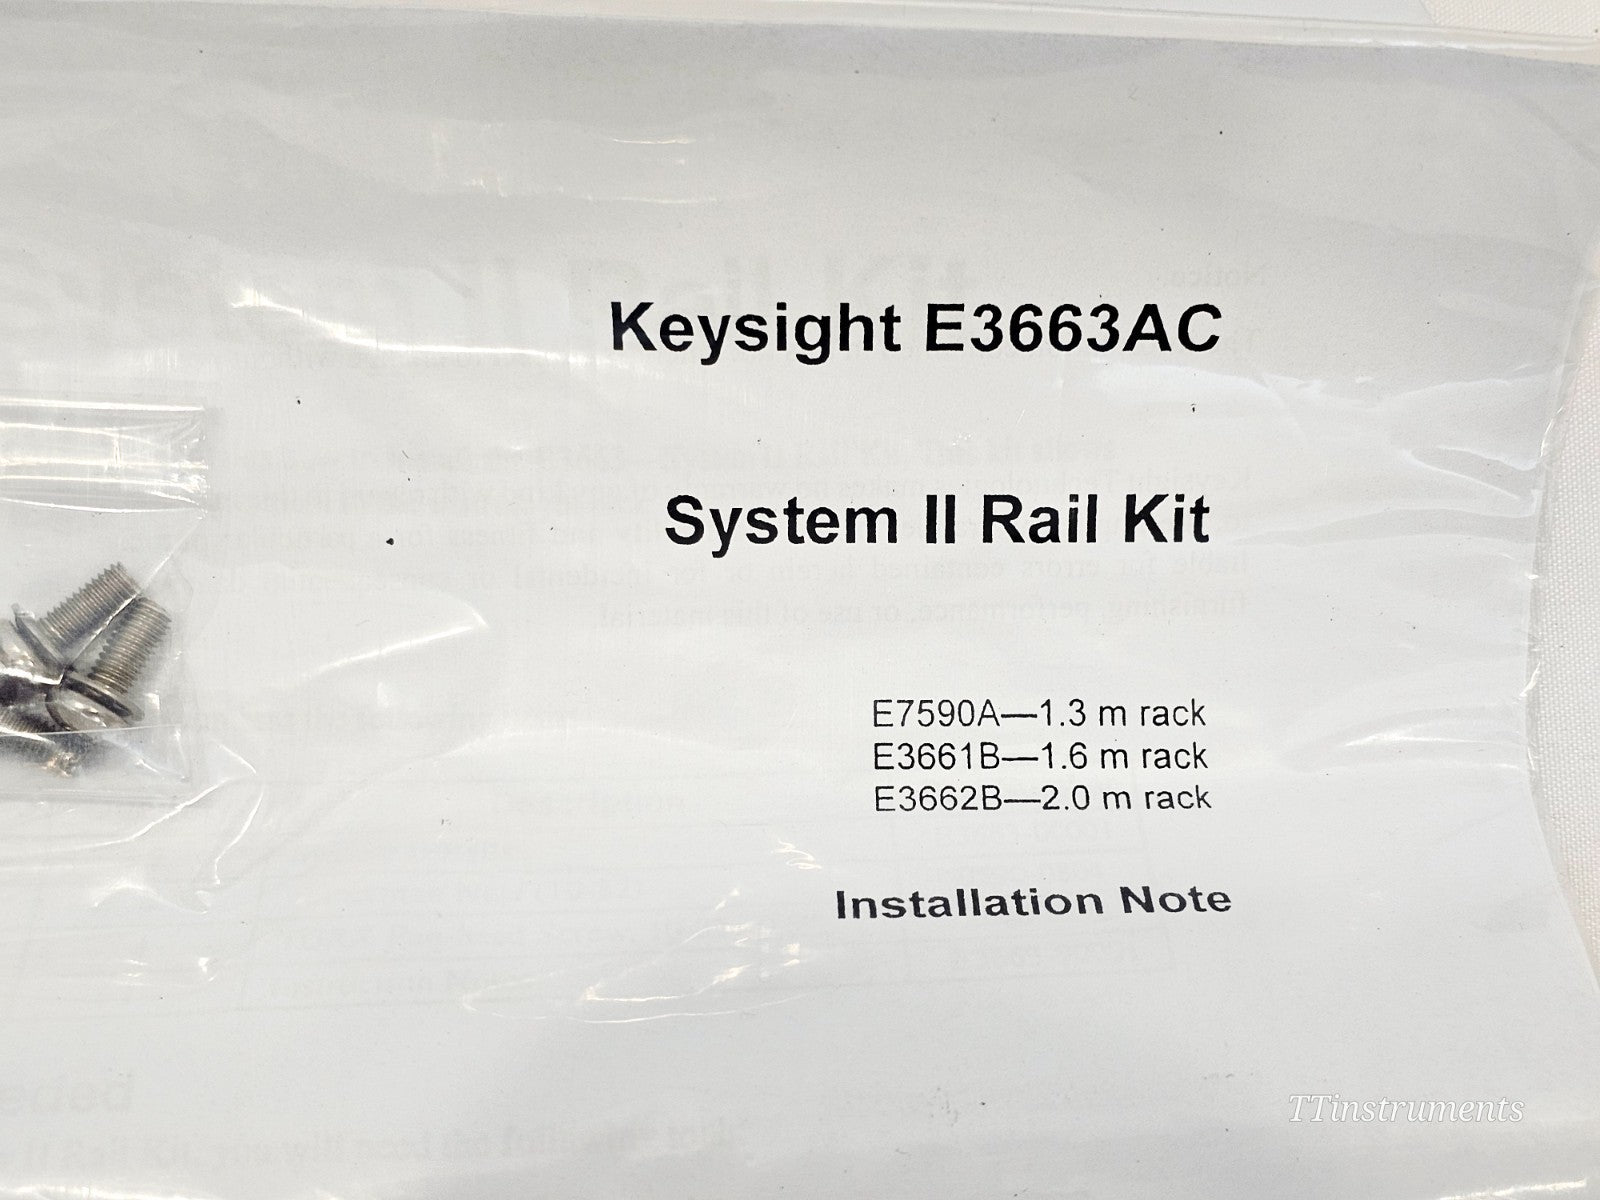 Keysight E3663AC
System II Rail Kit
E7590A—1.3 m rack
E3661B—1.6 m rack
E3662B—2.0 m rack
Installation Note
TTinstruments